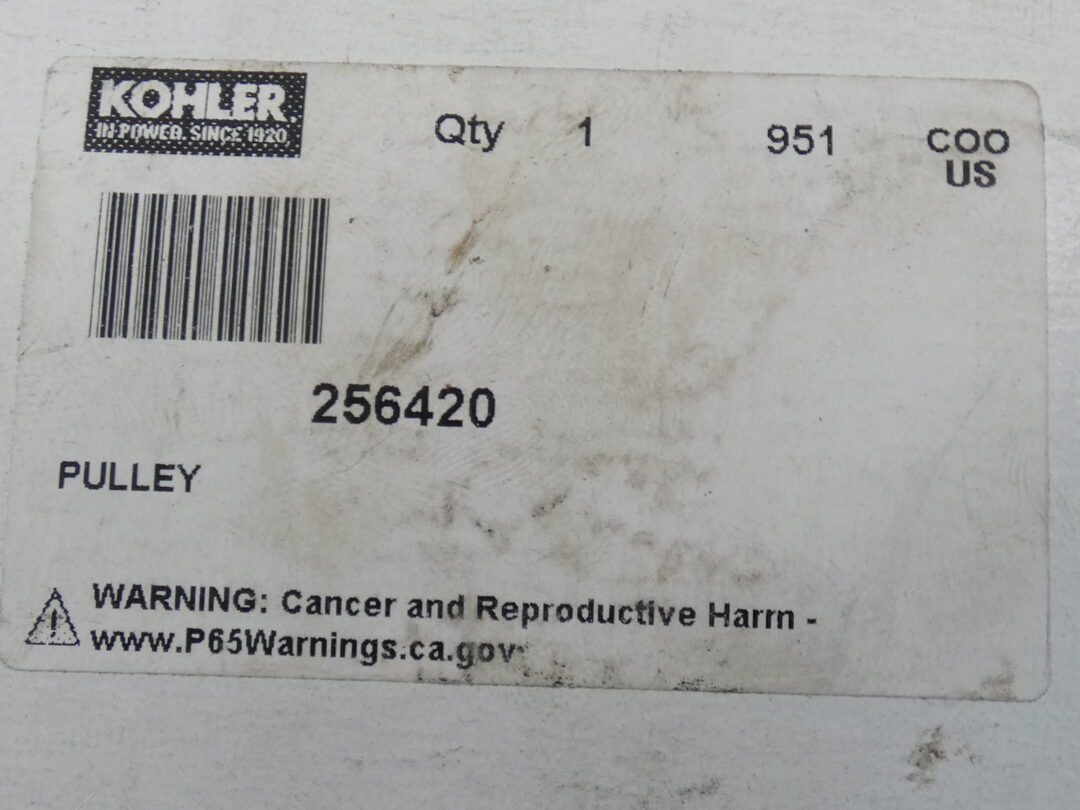 KOHLER
IN POWER. SINCE 1920
Qty 1 951 COO
US
256420
PULLEY
WARNING: Cancer and Reproductive Harm -
www.P65Warnings.ca.gov